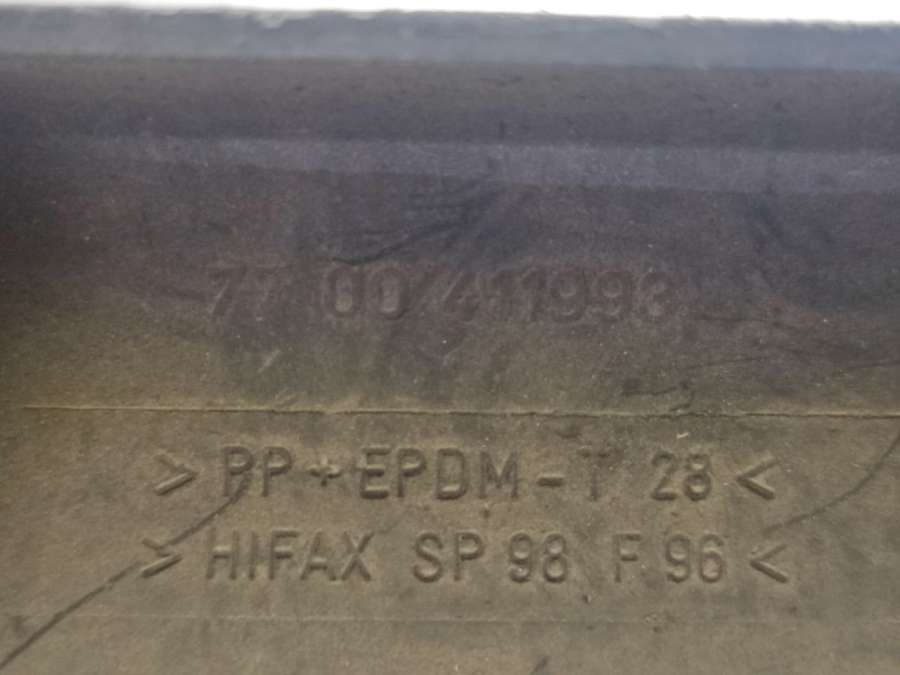 77 00 411993
>PP+EPDM-T 28<
>HIFAX SP 98 F 96<